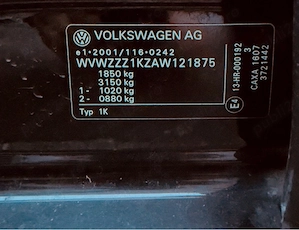 VOLKSWAGEN AG
e1*2001/116*0242
WVWZZZ1KZAW121875
1850 kg
3150 kg
1- 1020 kg
2- 0880 kg
Typ 1K
E4
13-HR-000192
3
CAXA 1607
3721442